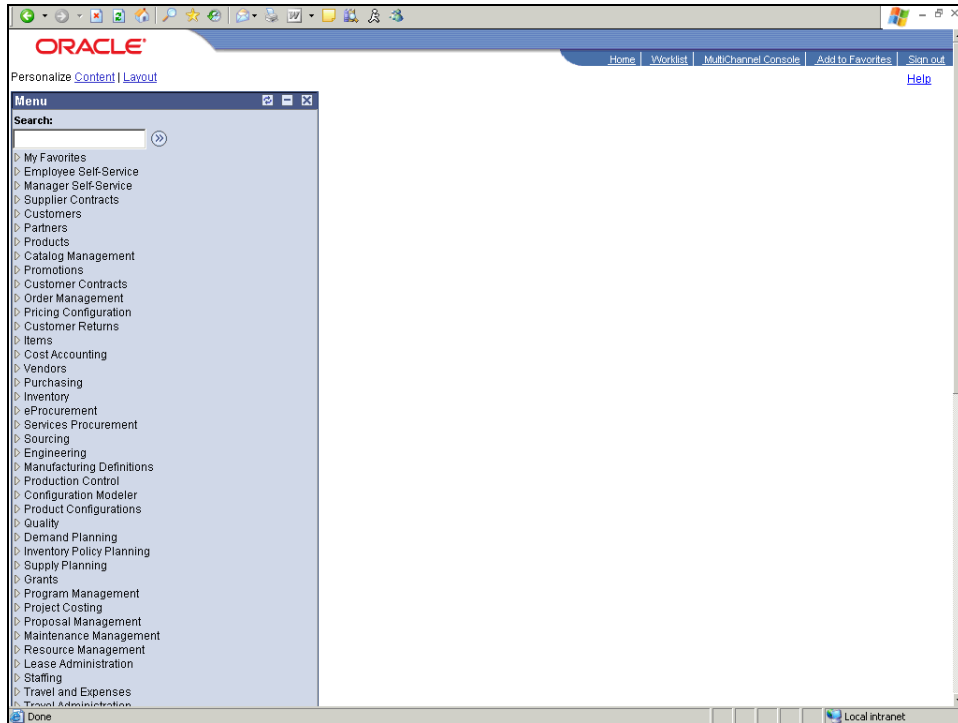 ORACLE
Home | Worklist | MultiChannel Console | Add to Favorites | Sign out
Personalize Content | Layout
Help
Menu
Search:
My Favorites
Employee Self-Service
Manager Self-Service
Supplier Contracts
Customers
Partners
Products
Catalog Management
Promotions
Customer Contracts
Order Management
Pricing Configuration
Customer Returns
Items
Cost Accounting
Vendors
Purchasing
Inventory
eProcurement
Services Procurement
Sourcing
Engineering
Manufacturing Definitions
Production Control
Configuration Modeler
Product Configurations
Quality
Demand Planning
Inventory Policy Planning
Supply Planning
Grants
Program Management
Project Costing
Proposal Management
Maintenance Management
Resource Management
Lease Administration
Staffing
Travel and Expenses
Travel Administration
Done
Local intranet